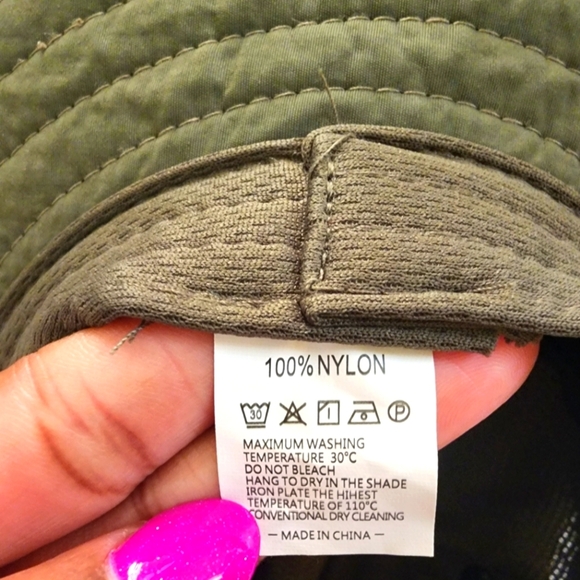 100% NYLON
30 P
MAXIMUM WASHING
TEMPERATURE 30°C
DO NOT BLEACH
HANG TO DRY IN THE SHADE
IRON PLATE THE HIHEST
TEMPERATURE OF 110°C
CONVENTIONAL DRY CLEANING
— MADE IN CHINA —